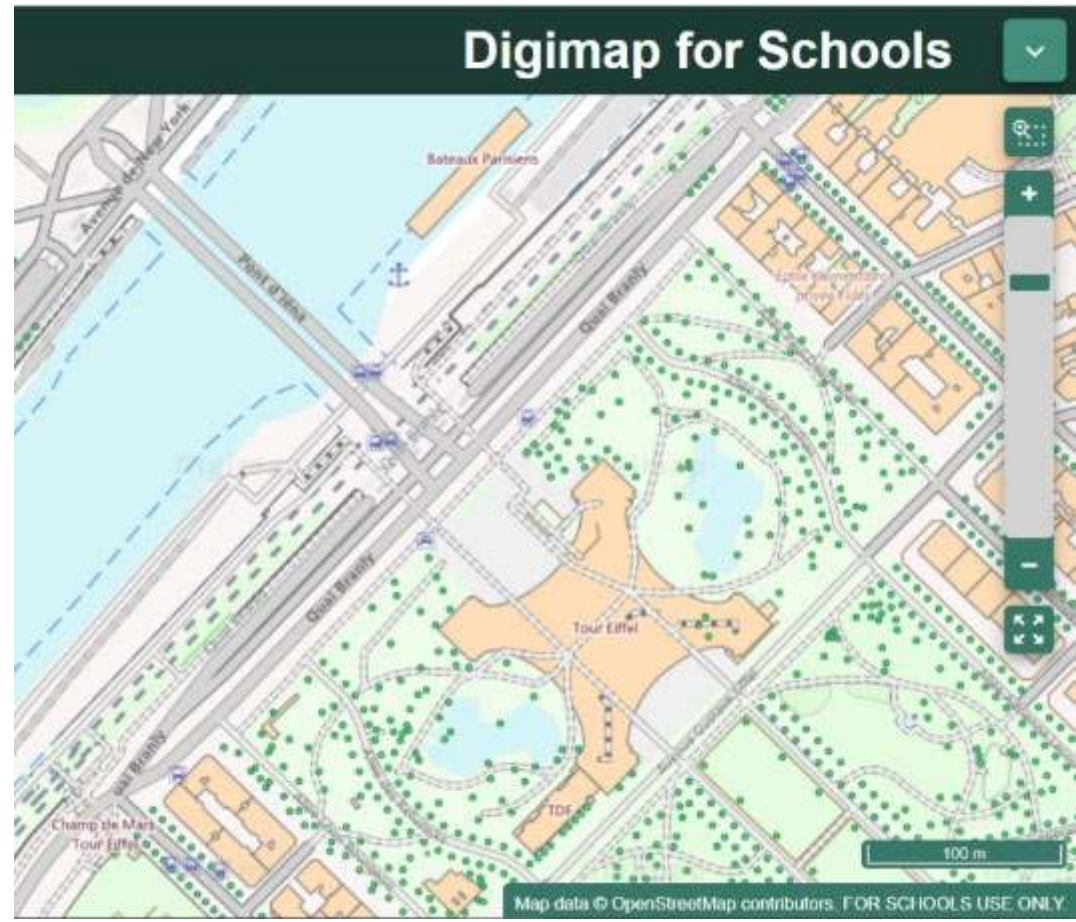 Digimap for Schools
Avenue de New York
Bateaux Parisiens
Pont d'Iéna
Quai Branly
Quai Branly
Tour Eiffel
TDF
Quai Branly
Champ de Mars
Tour Eiffel
100 m
Map data © OpenStreetMap contributors. FOR SCHOOLS USE ONLY